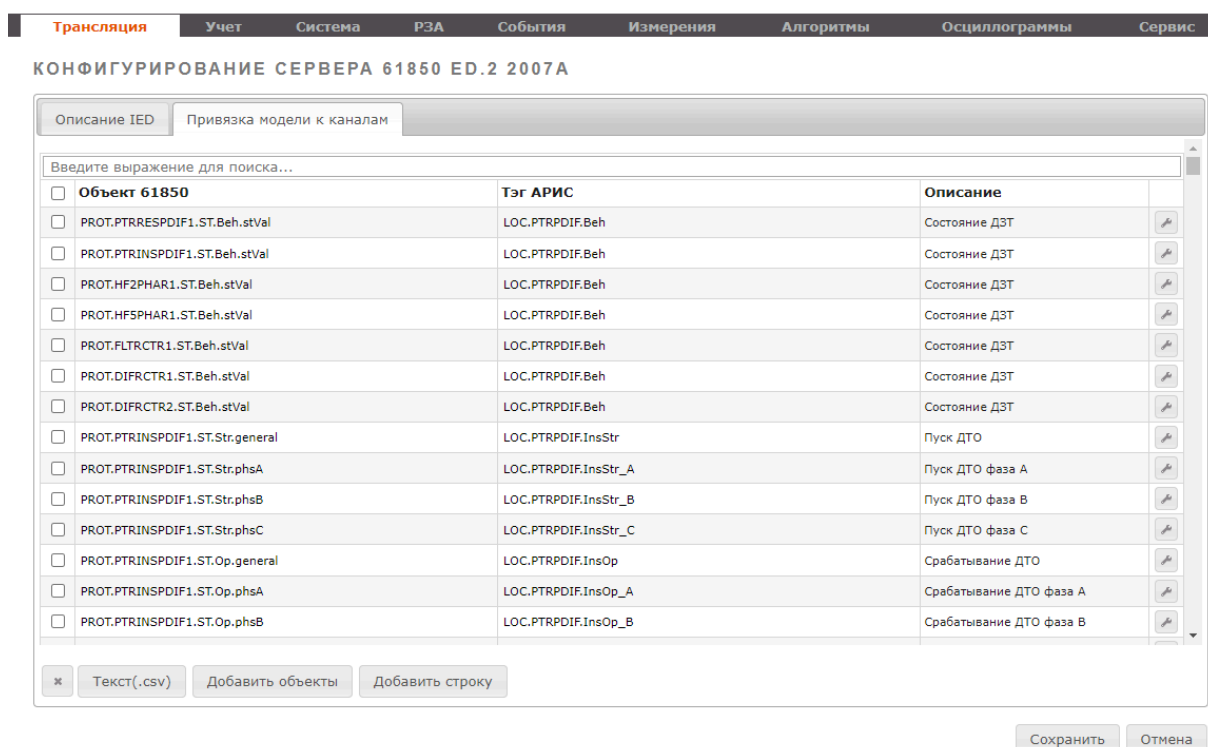 Трансляция Учет Система РЗА События Измерения Алгоритмы Осциллограммы Сервис
КОНФИГУРИРОВАНИЕ СЕРВЕРА 61850 ED.2 2007A
Описание IED Привязка модели к каналам
Введите выражение для поиска...
Объект 61850 Тэг АРИС Описание
PROT.PTRRESPDIF1.ST.Beh.stVal LOC.PTRPDIF.Beh Состояние ДЗТ
PROT.PTRINSPDIF1.ST.Beh.stVal LOC.PTRPDIF.Beh Состояние ДЗТ
PROT.HF2PHAR1.ST.Beh.stVal LOC.PTRPDIF.Beh Состояние ДЗТ
PROT.HF5PHAR1.ST.Beh.stVal LOC.PTRPDIF.Beh Состояние ДЗТ
PROT.FLTRCTR1.ST.Beh.stVal LOC.PTRPDIF.Beh Состояние ДЗТ
PROT.DIFRCTR1.ST.Beh.stVal LOC.PTRPDIF.Beh Состояние ДЗТ
PROT.DIFRCTR2.ST.Beh.stVal LOC.PTRPDIF.Beh Состояние ДЗТ
PROT.PTRINSPDIF1.ST.Str.general LOC.PTRPDIF.InsStr Пуск ДТО
PROT.PTRINSPDIF1.ST.Str.phsA LOC.PTRPDIF.InsStr_A Пуск ДТО фаза A
PROT.PTRINSPDIF1.ST.Str.phsB LOC.PTRPDIF.InsStr_B Пуск ДТО фаза B
PROT.PTRINSPDIF1.ST.Str.phsC LOC.PTRPDIF.InsStr_C Пуск ДТО фаза C
PROT.PTRINSPDIF1.ST.Op.general LOC.PTRPDIF.InsOp Срабатывание ДТО
PROT.PTRINSPDIF1.ST.Op.phsA LOC.PTRPDIF.InsOp_A Срабатывание ДТО фаза A
PROT.PTRINSPDIF1.ST.Op.phsB LOC.PTRPDIF.InsOp_B Срабатывание ДТО фаза B
Текст(.csv) Добавить объекты Добавить строку
Сохранить Отмена